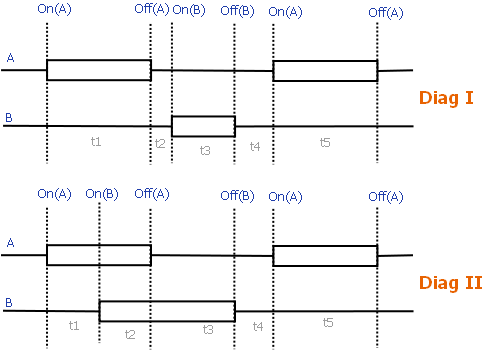 On(A) Off(A) On(B) Off(B) On(A) Off(A)
A
Diag I
B
t1 t2 t3 t4 t5
On(A) On(B) Off(A) Off(B) On(A) Off(A)
A
Diag II
B
t1 t2 t3 t4 t5